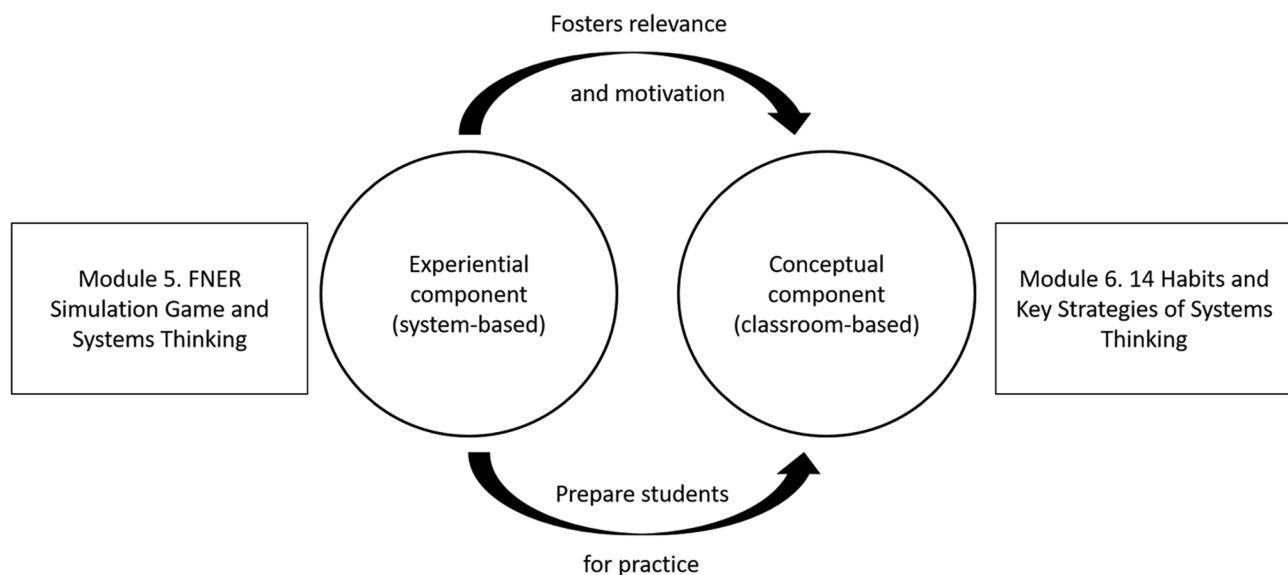 Fosters relevance
and motivation
Module 5. FNER
Simulation Game and
Systems Thinking
Experiential
component
(system-based)
Conceptual
component
(classroom-based)
Module 6. 14 Habits and
Key Strategies of Systems
Thinking
Prepare students
for practice